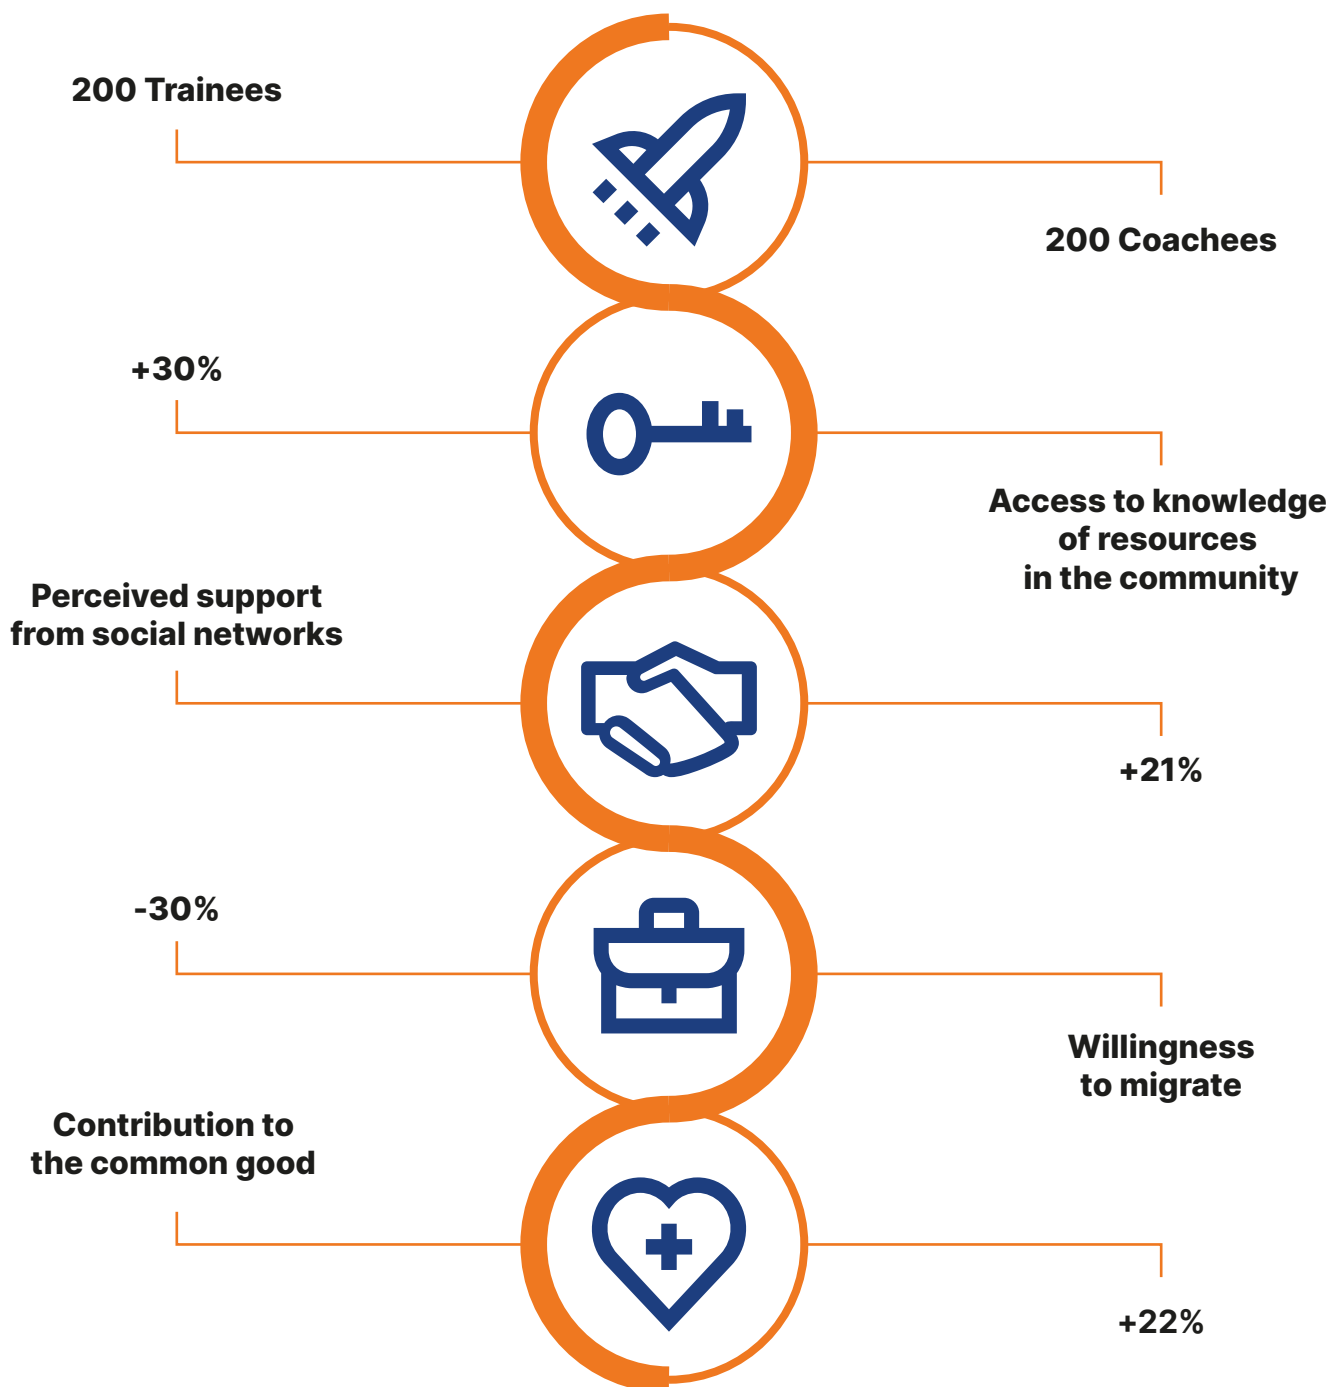 200 Trainees
200 Coachees
+30%
Access to knowledge
of resources
in the community
Perceived support
from social networks
+21%
-30%
Willingness
to migrate
Contribution to
the common good
+22%